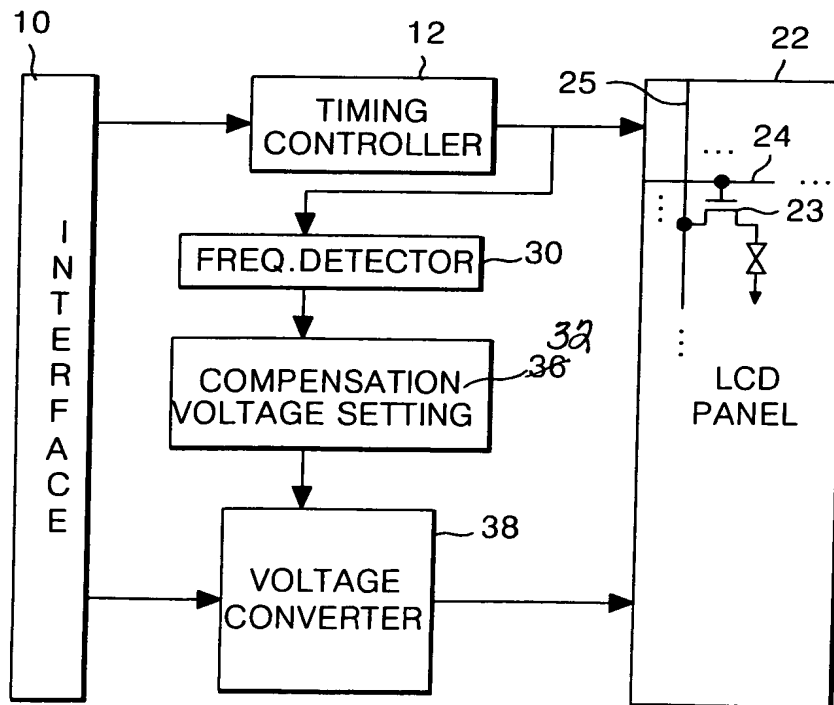 10
12
22
25
TIMING
CONTROLLER
24
23
INTERFACE
FREQ.DETECTOR
30
32
COMPENSATION
36
VOLTAGE SETTING
LCD
PANEL
38
VOLTAGE
CONVERTER